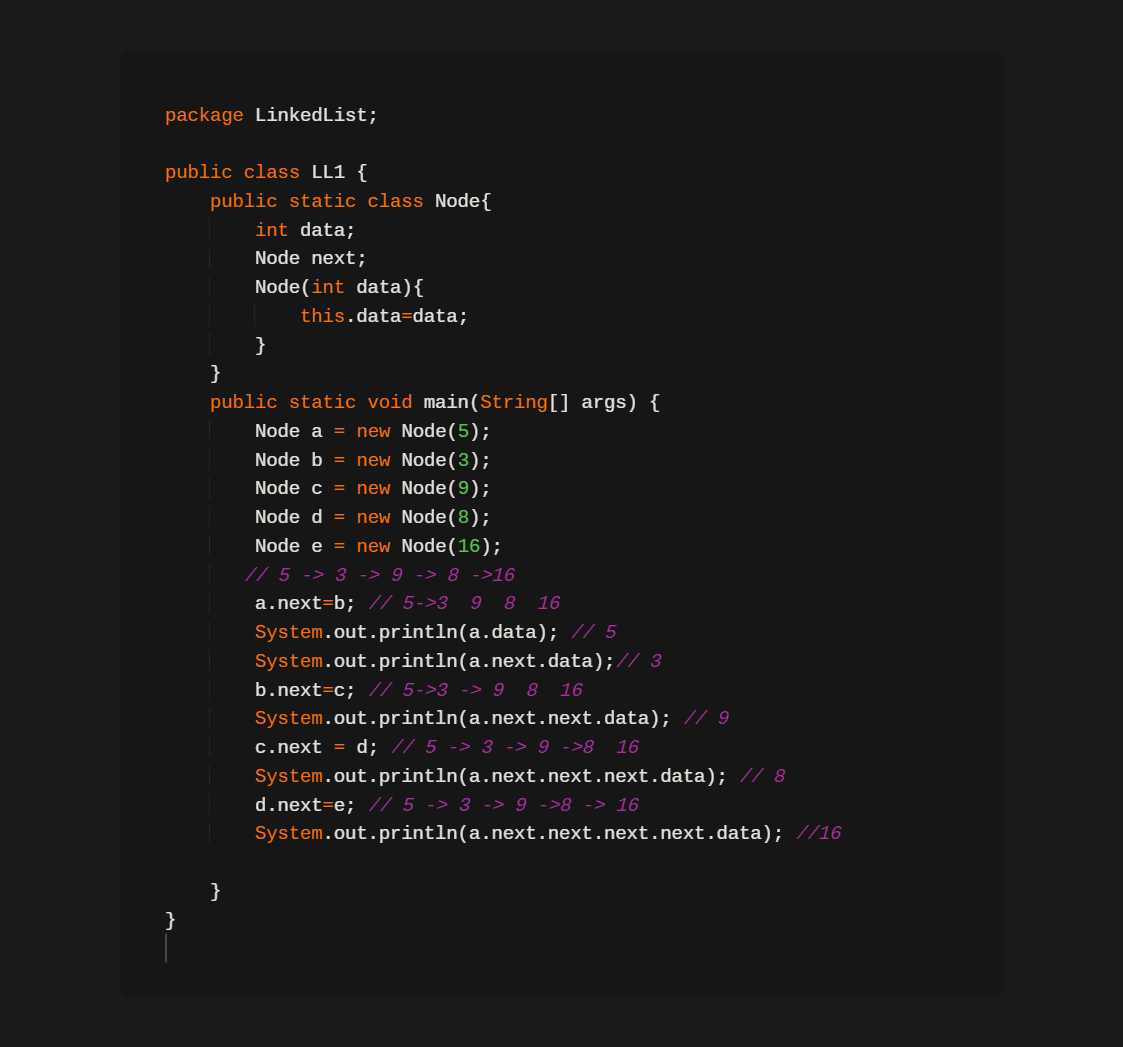 package LinkedList;
public class LL1 {
    public static class Node{
        int data;
        Node next;
        Node(int data){
            this.data=data;
        }
    }
    public static void main(String[] args) {
        Node a = new Node(5);
        Node b = new Node(3);
        Node c = new Node(9);
        Node d = new Node(8);
        Node e = new Node(16);
       // 5 -> 3 -> 9 -> 8 ->16
        a.next=b; // 5->3  9  8  16
        System.out.println(a.data); // 5
        System.out.println(a.next.data);// 3
        b.next=c; // 5->3 -> 9  8  16
        System.out.println(a.next.next.data); // 9
        c.next = d; // 5 -> 3 -> 9 ->8  16
        System.out.println(a.next.next.next.data); // 8
        d.next=e; // 5 -> 3 -> 9 ->8 -> 16
        System.out.println(a.next.next.next.next.data); //16
    }
}